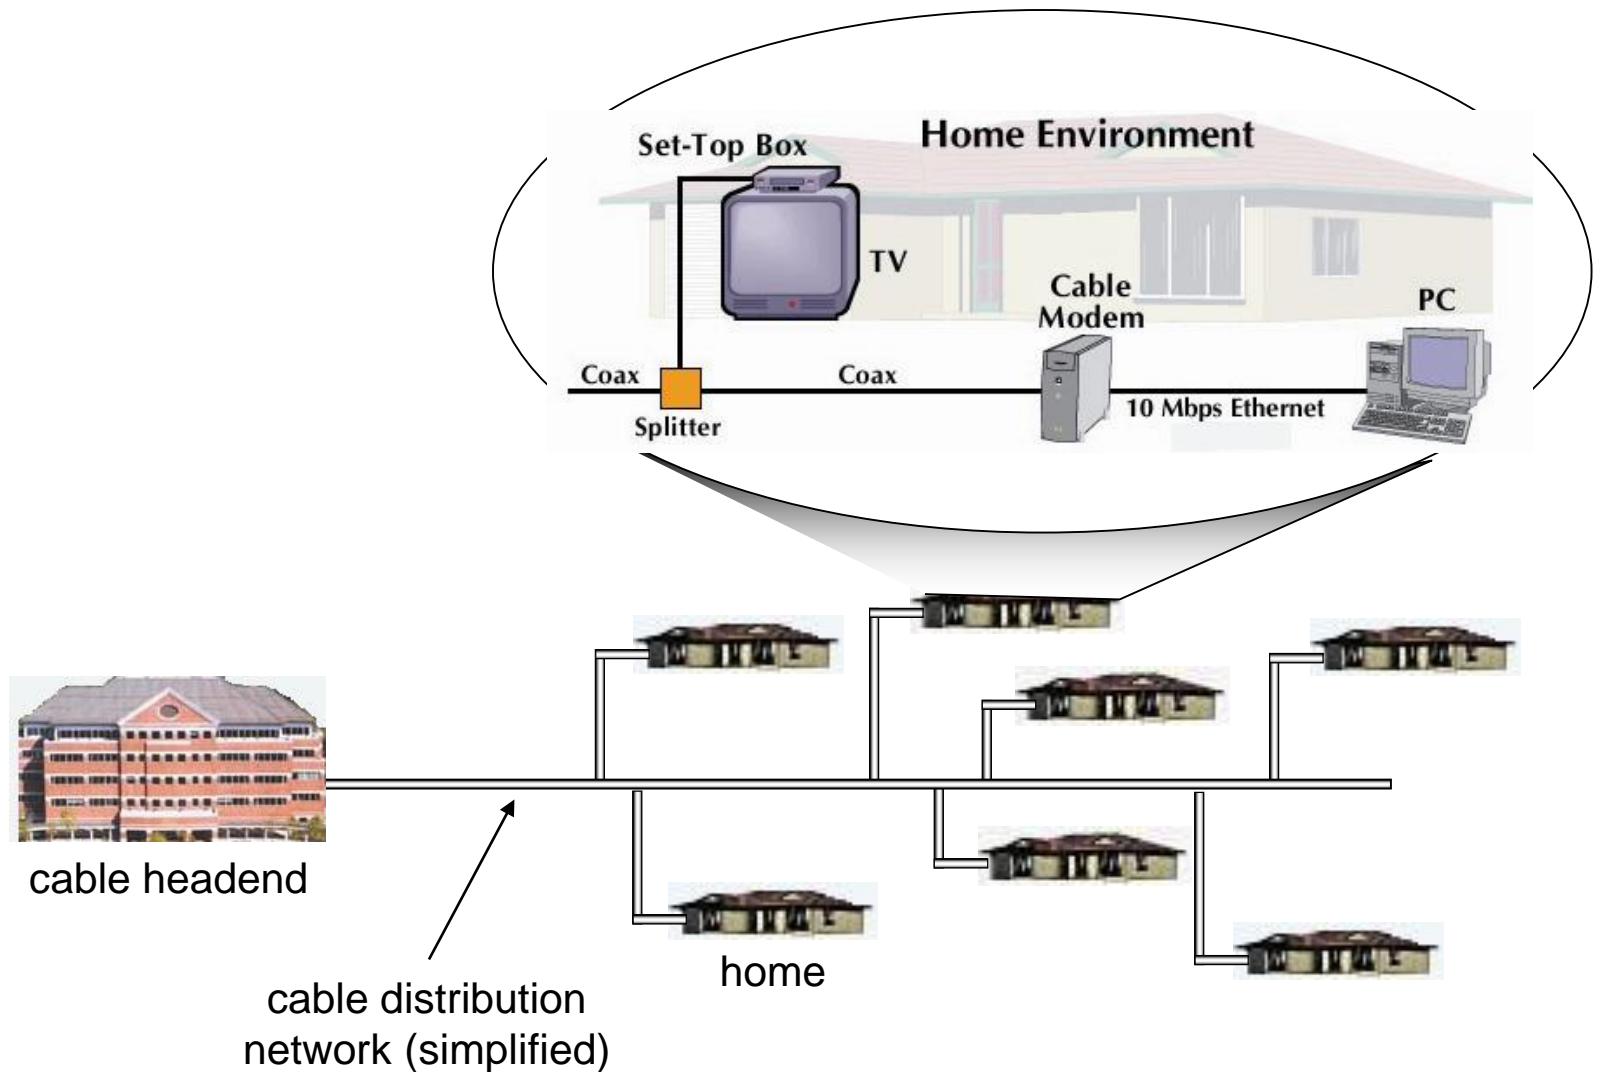 Home Environment
Set-Top Box
TV
Cable
Modem
PC
Coax
Coax
10 Mbps Ethernet
Splitter
cable headend
home
cable distribution
network (simplified)